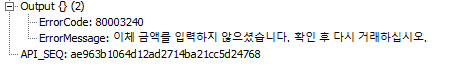 Output {} (2)
ErrorCode: 80003240
ErrorMessage: 이체 금액을 입력하지 않으셨습니다. 확인 후 다시 거래하십시오.
API_SEQ: ae963b1064d12ad2714ba21cc5d24768